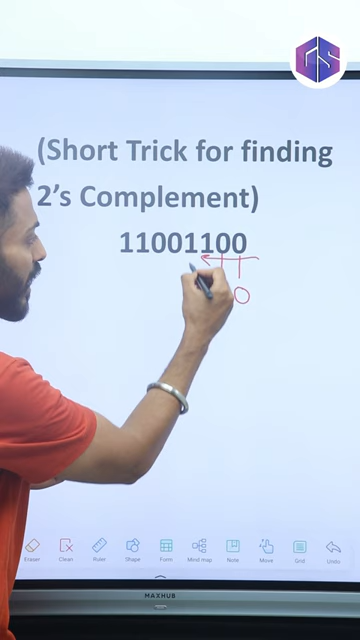 (Short Trick for finding
2's Complement)
11001100
0
Eraser Clean Ruler Shape Form Mind map Note Move Grid Undo
MAXHUB